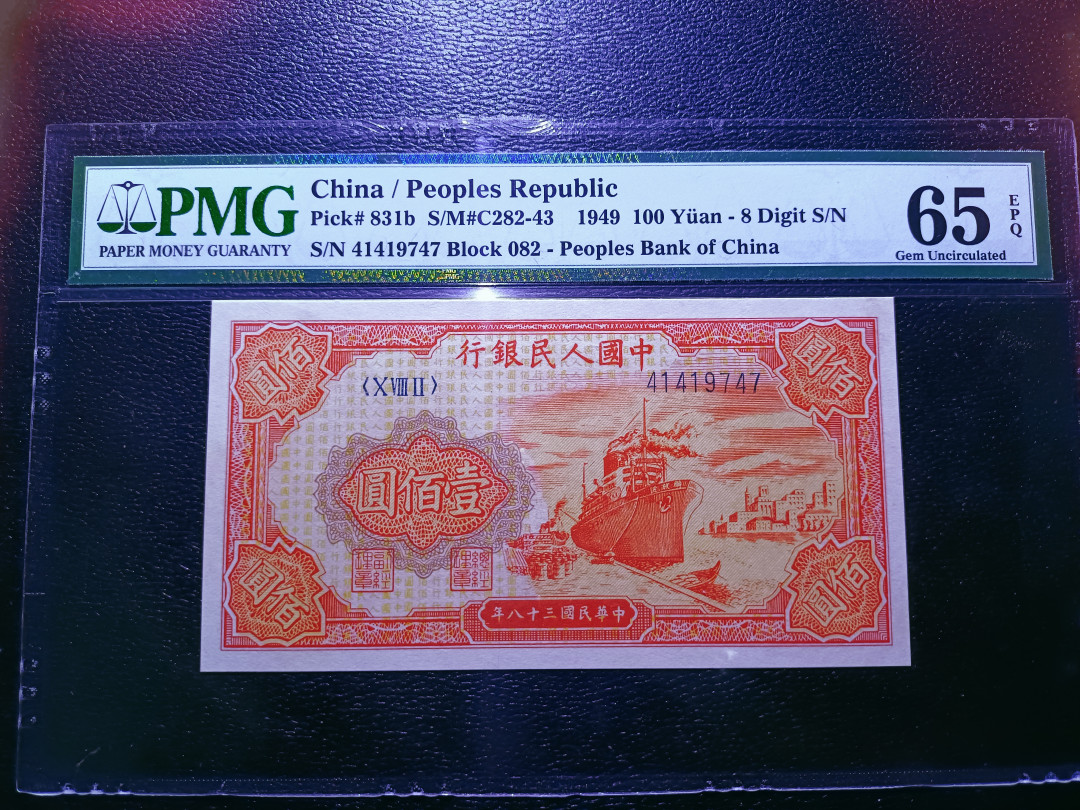 PMG
PAPER MONEY GUARANTY
China / Peoples Republic
Pick# 831b S/M#C282-43 1949 100 Yüan - 8 Digit S/N
S/N 41419747 Block 082 - Peoples Bank of China
65
EPQ
Gem Uncirculated
行銀民人國中
〈X VIII II〉
41419747
圓佰
圓佰
圓佰壹
圓佰
圓佰
年八十三國民華中